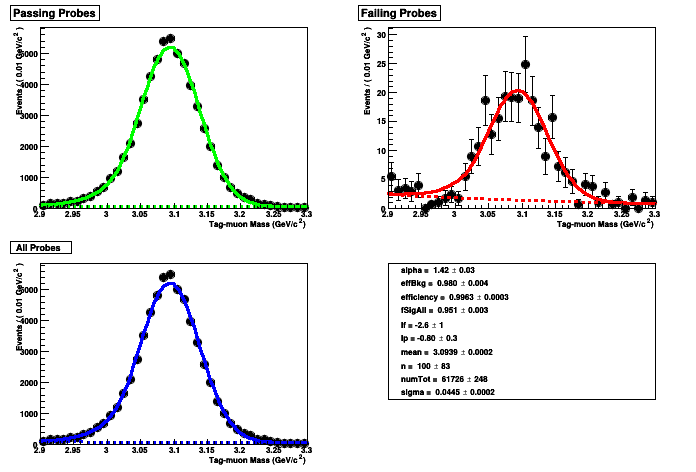 Passing Probes
Events / ( 0.01 GeV/c² )
5000
4000
3000
2000
1000
0
2.9 2.95 3 3.05 3.1 3.15 3.2 3.25 3.3
Tag-muon Mass (GeV/c²)
Failing Probes
Events / ( 0.01 GeV/c² )
30
25
20
15
10
5
0
2.9 2.95 3 3.05 3.1 3.15 3.2 3.25 3.3
Tag-muon Mass (GeV/c²)
All Probes
Events / ( 0.01 GeV/c² )
5000
4000
3000
2000
1000
0
2.9 2.95 3 3.05 3.1 3.15 3.2 3.25 3.3
Tag-muon Mass (GeV/c²)
alpha = 1.42 ± 0.03
effBkg = 0.980 ± 0.004
efficiency = 0.9963 ± 0.0003
fSigAll = 0.951 ± 0.003
lf = -2.6 ± 1
lp = -0.80 ± 0.3
mean = 3.0939 ± 0.0002
n = 100 ± 83
numTot = 61726 ± 248
sigma = 0.0445 ± 0.0002